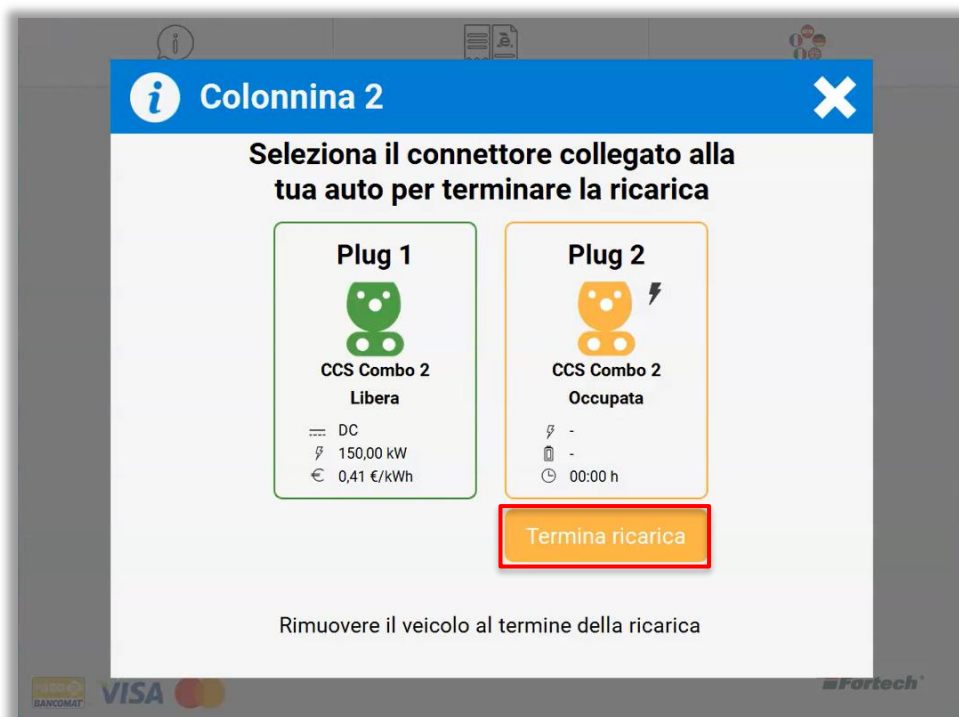 Colonnina 2
Seleziona il connettore collegato alla
tua auto per terminare la ricarica
Plug 1
CCS Combo 2
Libera
DC
150,00 kW
0,41 €/kWh
Plug 2
CCS Combo 2
Occupata
-
-
00:00 h
Termina ricarica
Rimuovere il veicolo al termine della ricarica
BANCOMAT
VISA
Fortech